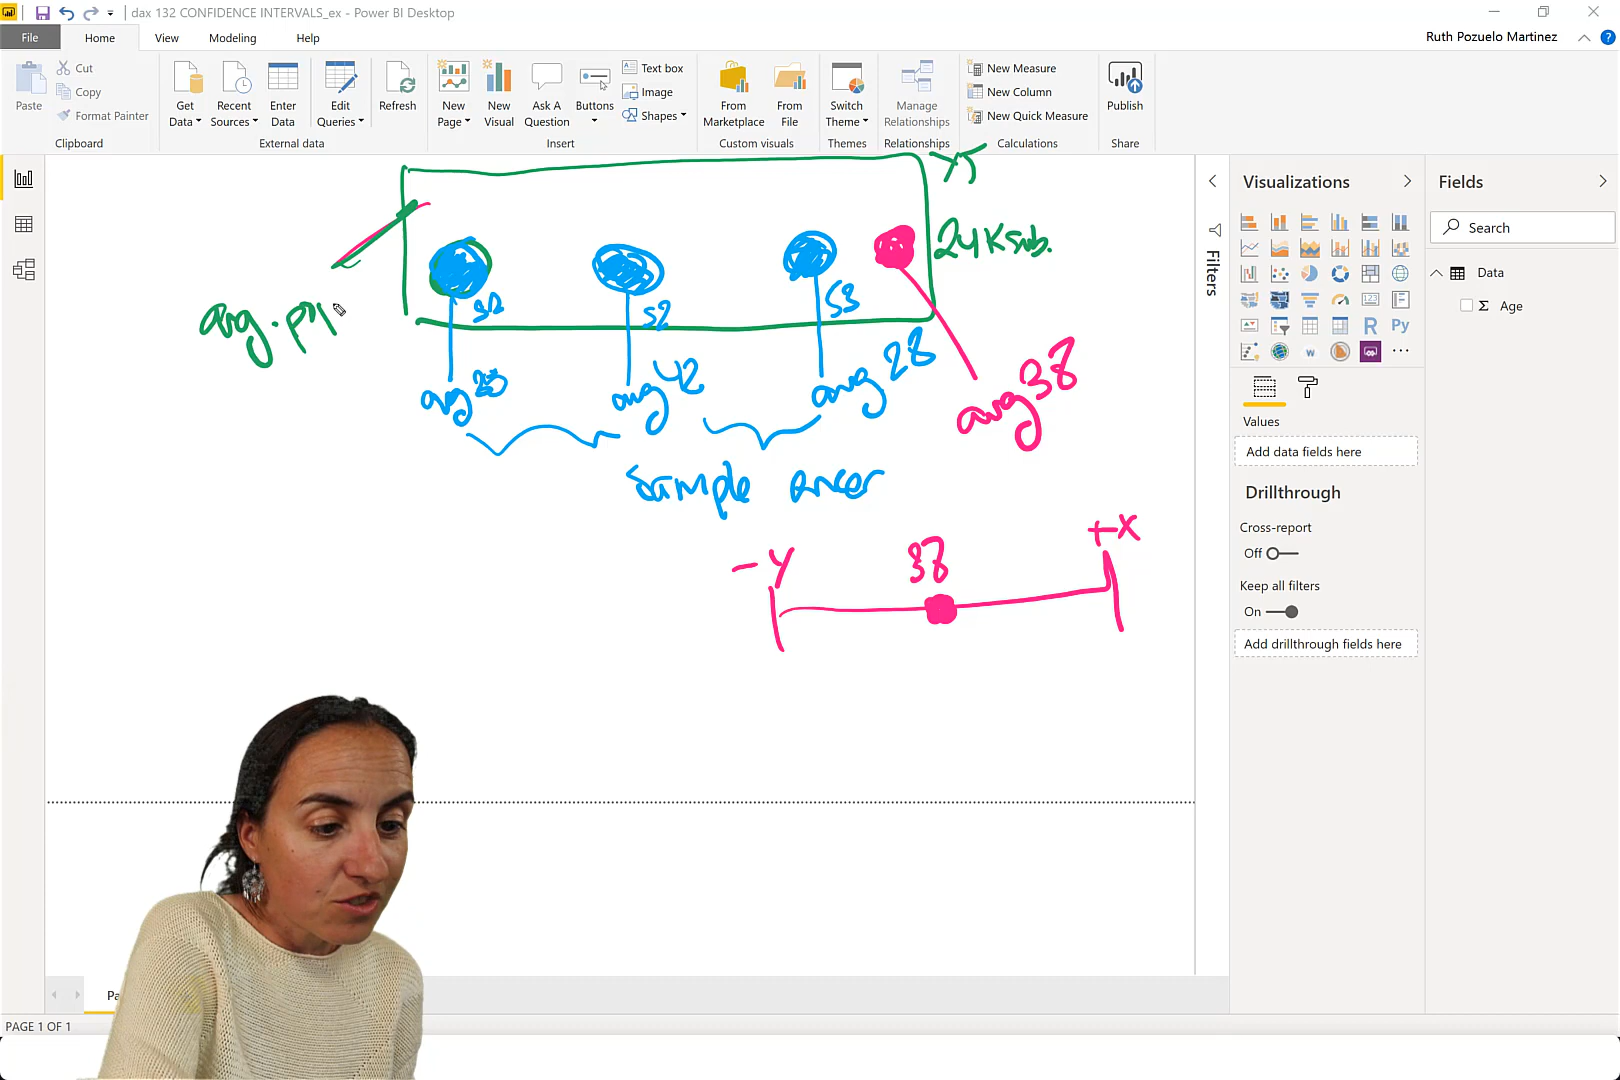 dax 132 CONFIDENCE INTERVALS_ex - Power BI Desktop
File
Home
View
Modeling
Help
Ruth Pozuelo Martinez
Paste
Cut
Copy
Format Painter
Clipboard
Get Data
Recent Sources
Enter Data
Edit Queries
Refresh
External data
New Page
New Visual
Ask A Question
Buttons
Text box
Image
Shapes
Insert
From Marketplace
From File
Custom visuals
Switch Theme
Themes
Manage Relationships
Relationships
New Measure
New Column
New Quick Measure
Calculations
Publish
Share
YT
24K sub.
S2
S3
avg.
avg
avg 42
avg 28
avg 38
sample
-Y
38
+X
Filters
Visualizations
R
Py
Values
Add data fields here
Drillthrough
Cross-report
Off
Keep all filters
On
Add drillthrough fields here
Fields
Search
Data
Σ Age
Pa
PAGE 1 OF 1